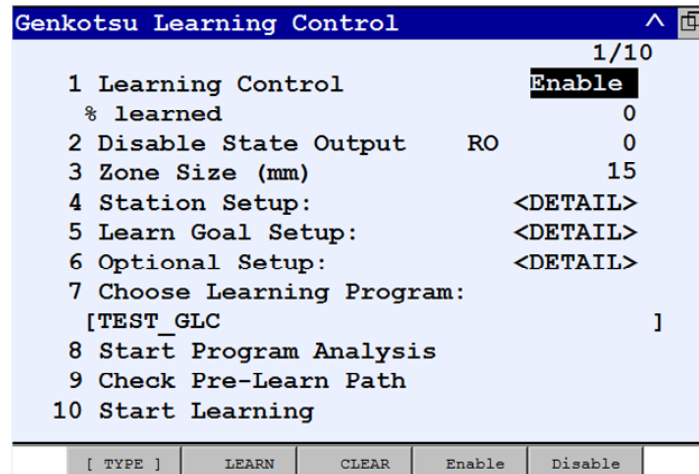 Genkotsu Learning Control
1/10
1 Learning Control Enable
% learned 0
2 Disable State Output RO 0
3 Zone Size (mm) 15
4 Station Setup: <DETAIL>
5 Learn Goal Setup: <DETAIL>
6 Optional Setup: <DETAIL>
7 Choose Learning Program:
[TEST_GLC ]
8 Start Program Analysis
9 Check Pre-Learn Path
10 Start Learning
[ TYPE ] LEARN CLEAR Enable Disable